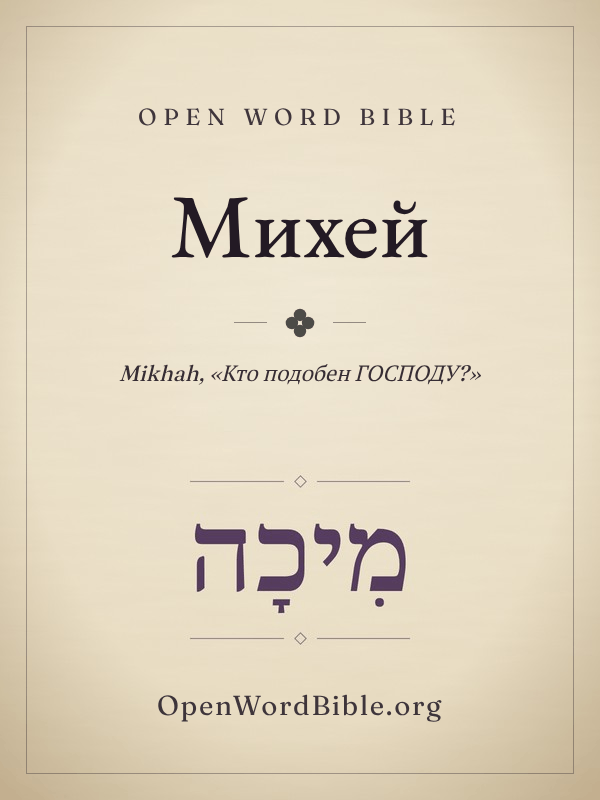 OPEN WORD BIBLE
Михей
Mikhah, «Кто подобен ГОСПОДУ?»
מִיכָה
OpenWordBible.org